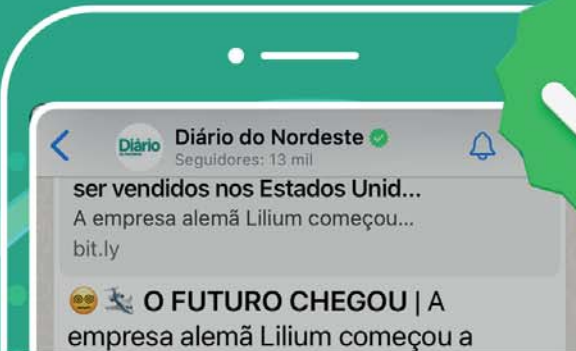 Diário
Diário do Nordeste
Seguidores: 13 mil
ser vendidos nos Estados Unid...
A empresa alemã Lilium começou...
bit.ly
😵‍💫 🛩️ O FUTURO CHEGOU | A
empresa alemã Lilium começou a